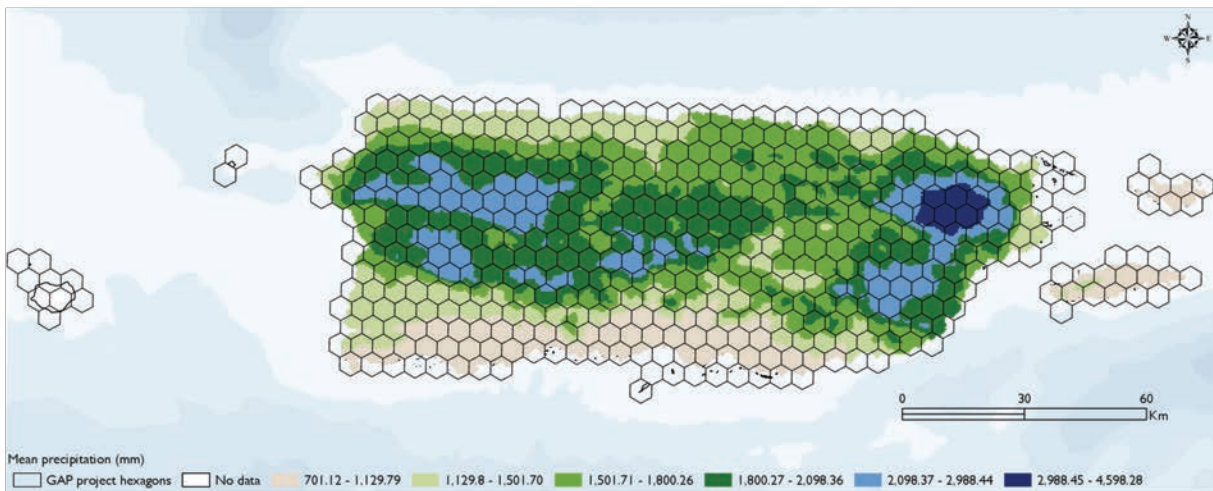 N
W E
S
0 30 60
Km
Mean precipitation (mm)
GAP project hexagons No data 701.12 - 1,129.79 1,129.8 - 1,501.70 1,501.71 - 1,800.26 1,800.27 - 2,098.36 2,098.37 - 2,988.44 2,988.45 - 4,598.28